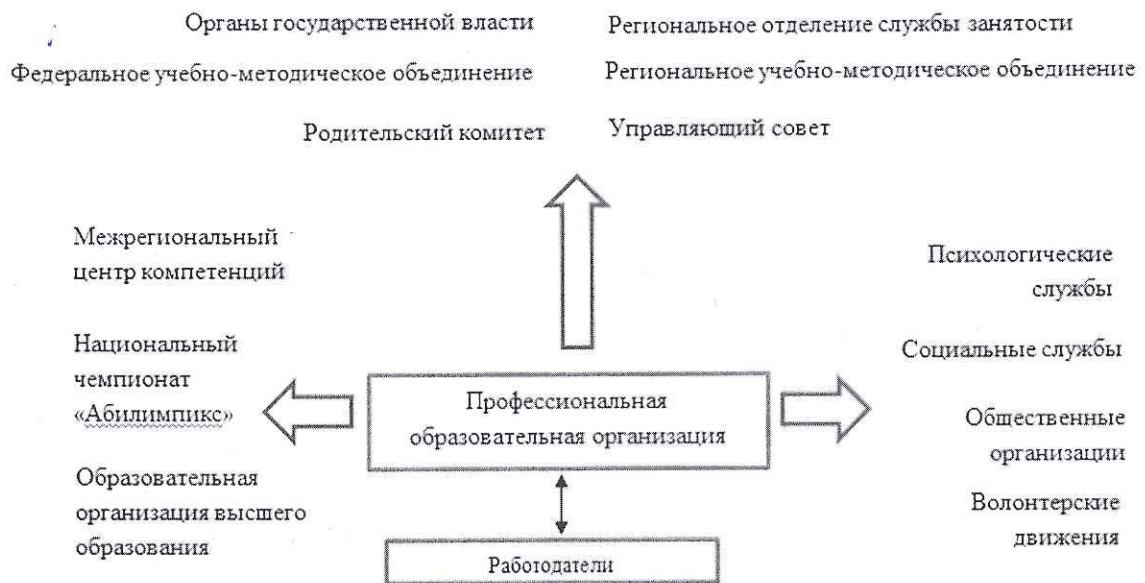 Органы государственной власти
Региональное отделение службы занятости
Федеральное учебно-методическое объединение
Региональное учебно-методическое объединение
Родительский комитет
Управляющий совет
Межрегиональный
центр компетенций
Национальный
чемпионат
«Абилимпикс»
Образовательная
организация высшего
образования
Профессиональная
образовательная организация
Работодатели
Психологические
службы
Социальные службы
Общественные
организации
Волонтерские
движения